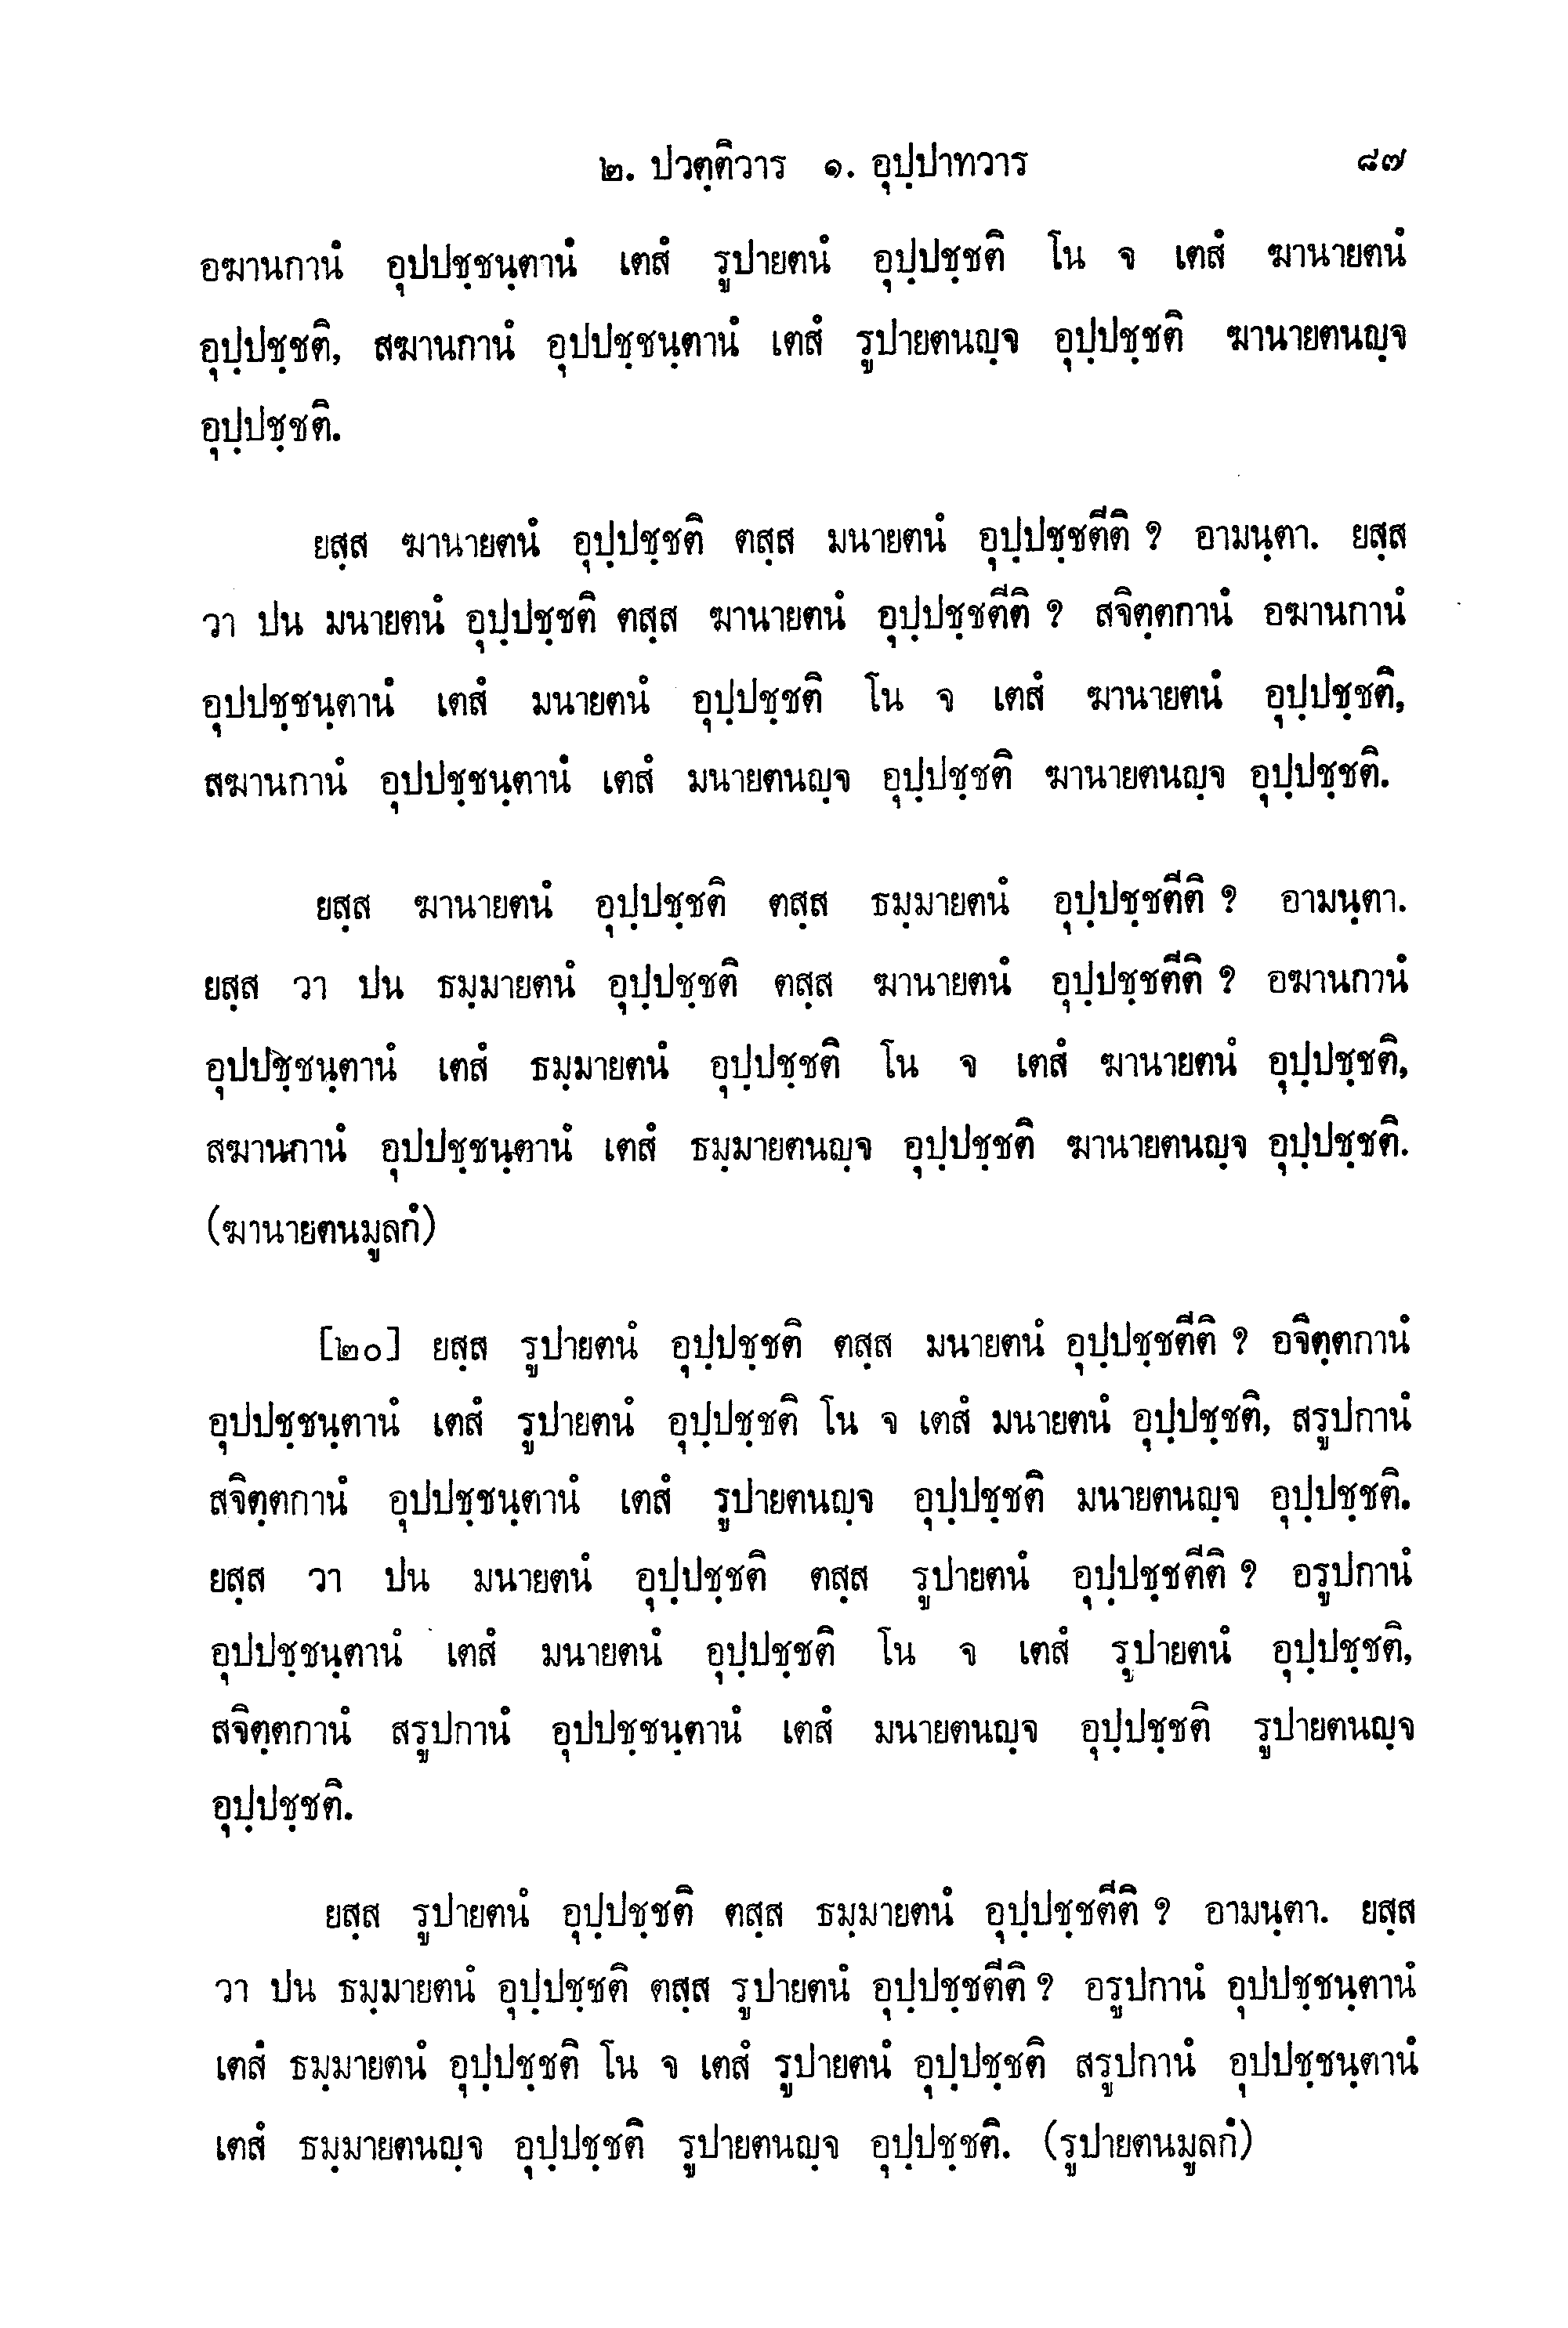 ๒. ปวตฺติวาร ๑. อุปฺปาทวาร ๘๗
อฆานกานํ อุปปชฺชนฺตานํ เตสํ รูปายตนํ อุปฺปชฺชติ โน จ เตสํ ฆานายตนํ
อุปฺปชฺชติ, สฆานกานํ อุปปชฺชนฺตานํ เตสํ รูปายตนญฺจ อุปฺปชฺชติ ฆานายตนญฺจ
อุปฺปชฺชติ.
ยสฺส ฆานายตนํ อุปฺปชฺชติ ตสฺส มนายตนํ อุปฺปชฺชตีติ ? อามนฺตา. ยสฺส
วา ปน มนายตนํ อุปฺปชฺชติ ตสฺส ฆานายตนํ อุปฺปชฺชตีติ ? สจิตฺตกานํ อฆานกานํ
อุปปชฺชนฺตานํ เตสํ มนายตนํ อุปฺปชฺชติ โน จ เตสํ ฆานายตนํ อุปฺปชฺชติ,
สฆานกานํ อุปปชฺชนฺตานํ เตสํ มนายตนญฺจ อุปฺปชฺชติ ฆานายตนญฺจ อุปฺปชฺชติ.
ยสฺส ฆานายตนํ อุปฺปชฺชติ ตสฺส ธมฺมายตนํ อุปฺปชฺชตีติ ? อามนฺตา.
ยสฺส วา ปน ธมฺมายตนํ อุปฺปชฺชติ ตสฺส ฆานายตนํ อุปฺปชฺชตีติ ? อฆานกานํ
อุปปชฺชนฺตานํ เตสํ ธมฺมายตนํ อุปฺปชฺชติ โน จ เตสํ ฆานายตนํ อุปฺปชฺชติ,
สฆานกานํ อุปปชฺชนฺตานํ เตสํ ธมฺมายตนญฺจ อุปฺปชฺชติ ฆานายตนญฺจ อุปฺปชฺชติ.
(ฆานายตนมูลกํ)
[๒๐] ยสฺส รูปายตนํ อุปฺปชฺชติ ตสฺส มนายตนํ อุปฺปชฺชตีติ ? อจิตฺตกานํ
อุปปชฺชนฺตานํ เตสํ รูปายตนํ อุปฺปชฺชติ โน จ เตสํ มนายตนํ อุปฺปชฺชติ, สรูปกานํ
สจิตฺตกานํ อุปปชฺชนฺตานํ เตสํ รูปายตนญฺจ อุปฺปชฺชติ มนายตนญฺจ อุปฺปชฺชติ.
ยสฺส วา ปน มนายตนํ อุปฺปชฺชติ ตสฺส รูปายตนํ อุปฺปชฺชตีติ ? อรูปกานํ
อุปปชฺชนฺตานํ เตสํ มนายตนํ อุปฺปชฺชติ โน จ เตสํ รูปายตนํ อุปฺปชฺชติ,
สจิตฺตกานํ สรูปกานํ อุปปชฺชนฺตานํ เตสํ มนายตนญฺจ อุปฺปชฺชติ รูปายตนญฺจ
อุปฺปชฺชติ.
ยสฺส รูปายตนํ อุปฺปชฺชติ ตสฺส ธมฺมายตนํ อุปฺปชฺชตีติ ? อามนฺตา. ยสฺส
วา ปน ธมฺมายตนํ อุปฺปชฺชติ ตสฺส รูปายตนํ อุปฺปชฺชตีติ ? อรูปกานํ อุปปชฺชนฺตานํ
เตสํ ธมฺมายตนํ อุปฺปชฺชติ โน จ เตสํ รูปายตนํ อุปฺปชฺชติ สรูปกานํ อุปปชฺชนฺตานํ
เตสํ ธมฺมายตนญฺจ อุปฺปชฺชติ รูปายตนญฺจ อุปฺปชฺชติ. (รูปายตนมูลกํ)